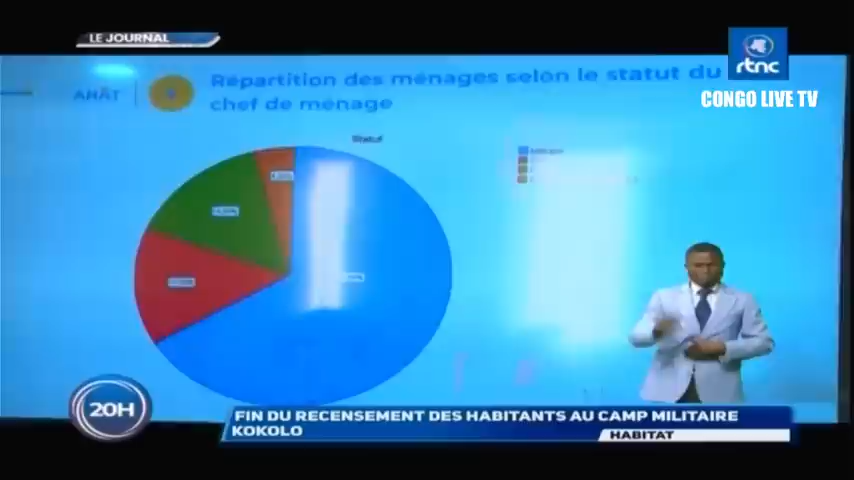 LE JOURNAL
rtnc
CONGO LIVE TV
AHAT
Répartition des ménages selon le statut du
chef de ménage
Statut
20H
FIN DU RECENSEMENT DES HABITANTS AU CAMP MILITAIRE
KOKOLO
HABITAT